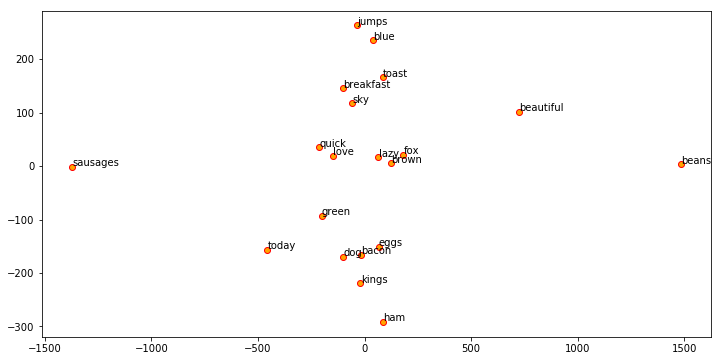 jumps
blue
200
toast
breakfast
sky
100
beautiful
quick
love
lazy
fox
brown
0
sausages
beans
green
-100
today
eggs
dog
bacon
-200
kings
ham
-300
-1500
-1000
-500
0
500
1000
1500